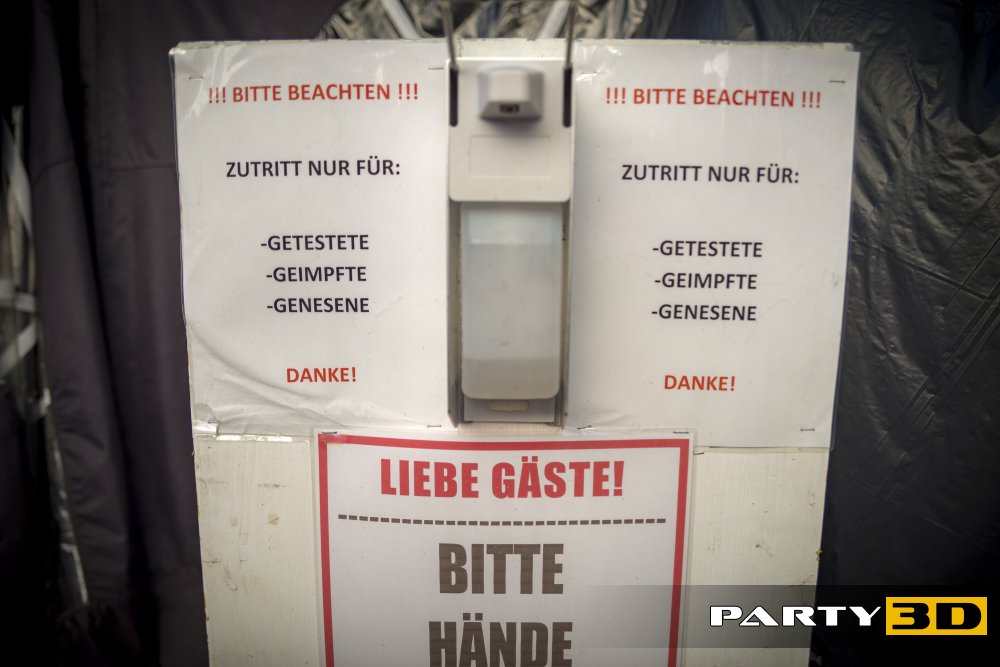 !!! BITTE BEACHTEN !!!
ZUTRITT NUR FÜR:
-GETESTETE
-GEIMPFTE
-GENESENE
DANKE!
!!! BITTE BEACHTEN !!!
ZUTRITT NUR FÜR:
-GETESTETE
-GEIMPFTE
-GENESENE
DANKE!
LIEBE GÄSTE!
BITTE
HÄNDE
PARTY3D